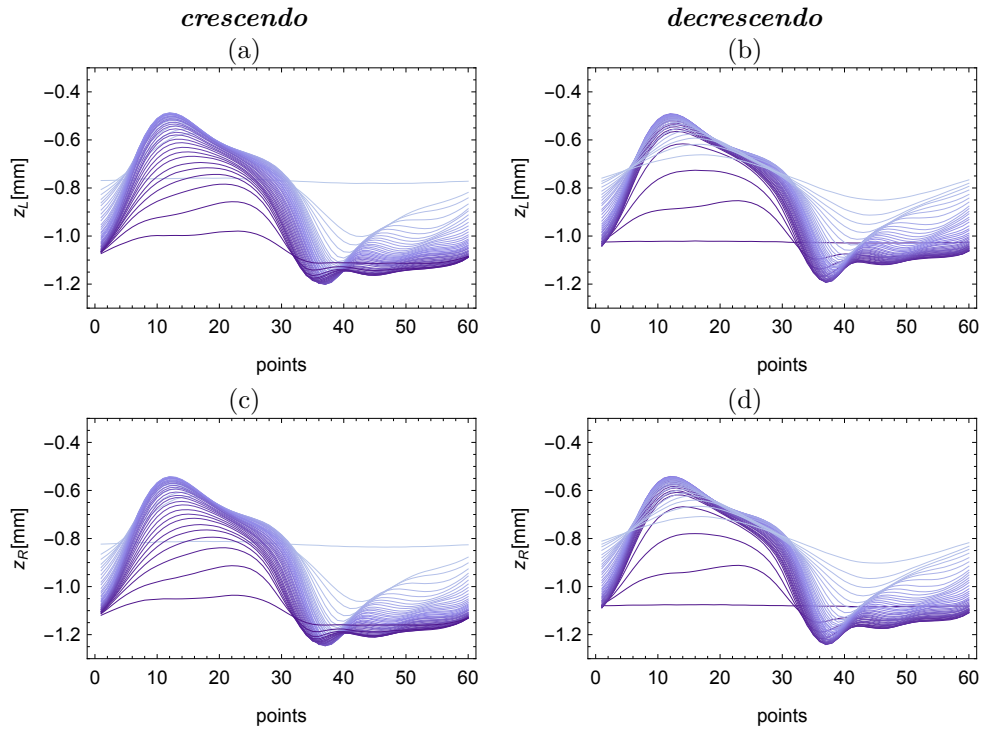 crescendo decrescendo
(a) (b)
−0.4 −0.4
−0.6 −0.6
z_L[mm] −0.8 z_L[mm] −0.8
−1.0 −1.0
−1.2 −1.2
0 10 20 30 40 50 60 0 10 20 30 40 50 60
points points
(c) (d)
−0.4 −0.4
−0.6 −0.6
z_R[mm] −0.8 z_R[mm] −0.8
−1.0 −1.0
−1.2 −1.2
0 10 20 30 40 50 60 0 10 20 30 40 50 60
points points